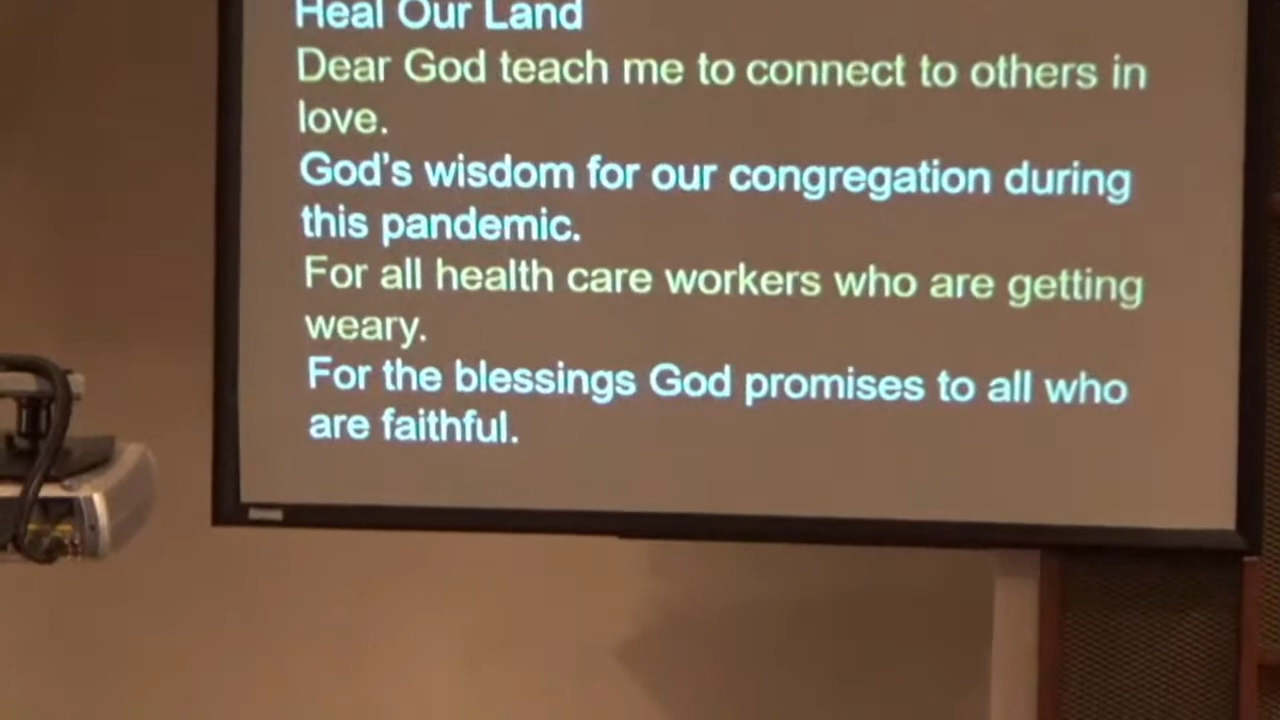 Heal Our Land
Dear God teach me to connect to others in
love.
God's wisdom for our congregation during
this pandemic.
For all health care workers who are getting
weary.
For the blessings God promises to all who
are faithful.